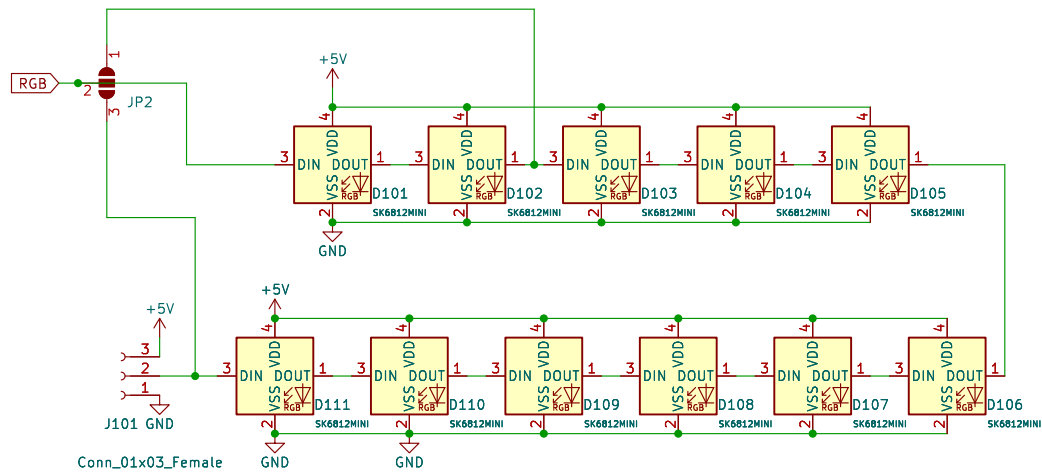 1
RGB
2
JP2
3
+5V
4 4 4 4 4
VDD VDD VDD VDD VDD
3 DIN DOUT 1 3 DIN DOUT 1 3 DIN DOUT 1 3 DIN DOUT 1 3 DIN DOUT 1
VSS VSS VSS VSS VSS
RGB D101 RGB D102 RGB D103 RGB D104 RGB D105
2 SK6812MINI 2 SK6812MINI 2 SK6812MINI 2 SK6812MINI 2 SK6812MINI
GND
+5V
+5V
4 4 4 4 4 4
VDD VDD VDD VDD VDD VDD
3
2 3 DIN DOUT 1 3 DIN DOUT 1 3 DIN DOUT 1 3 DIN DOUT 1 3 DIN DOUT 1 3 DIN DOUT 1
1 VSS VSS VSS VSS VSS VSS
RGB D111 RGB D110 RGB D109 RGB D108 RGB D107 RGB D106
J101 GND 2 SK6812MINI 2 SK6812MINI 2 SK6812MINI 2 SK6812MINI 2 SK6812MINI 2 SK6812MINI
Conn_01x03_Female GND GND